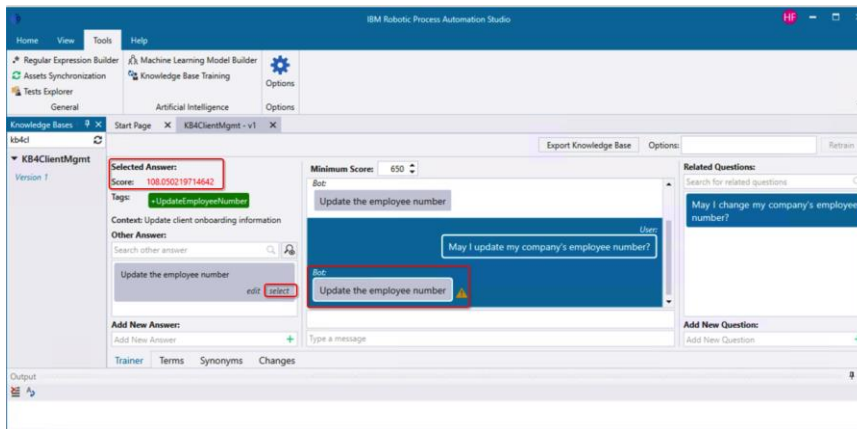 IBM Robotic Process Automation Studio
HF
Home View Tools Help
Regular Expression Builder
Assets Synchronization
Tests Explorer
General
Machine Learning Model Builder
Knowledge Base Training
Artificial Intelligence
Options
Options
Knowledge Bases
kb4cl
KB4ClientMgmt
Version 1
Start Page X KB4ClientMgmt - v1 X
Export Knowledge Base Options: Retrain
Selected Answer:
Score: 108.050219714642
Tags: +UpdateEmployeeNumber
Context: Update client onboarding information
Other Answer:
Search other answer
Update the employee number
edit select
Add New Answer:
Add New Answer +
Minimum Score: 650
Bot:
Update the employee number
User:
May I update my company's employee number?
Bot:
Update the employee number
Type a message
Related Questions:
Search for related questions
May I change my company's employee
number?
Add New Question:
Add New Question
Trainer Terms Synonyms Changes
Output